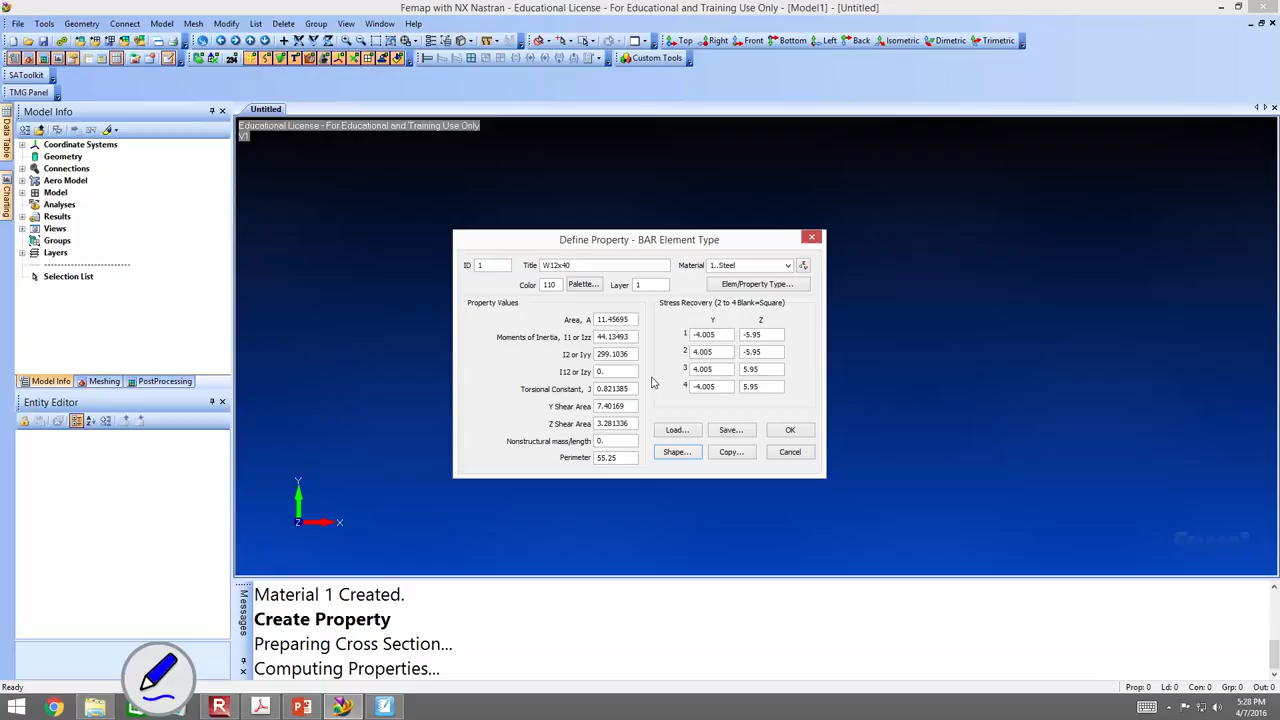 Femap with NX Nastran - Educational License - For Educational and Training Use Only - [Model1] - [Untitled]
File Tools Geometry Connect Model Mesh Modify List Delete Group View Window Help
Top Right Front Bottom Left Back Isometric Dimetric Trimetric
234 Custom Tools
SAToolkit
TMG Panel
Model Info
Untitled
Educational License - For Educational and Training Use Only
V1
Data Table
Charting
Coordinate Systems
Geometry
Connections
Aero Model
Model
Analyses
Results
Views
Groups
Layers
Selection List
Model Info Meshing PostProcessing
Entity Editor
Define Property - BAR Element Type
ID 1 Title W12x40 Material 1..Steel
Color 110 Palette... Layer 1 Elem/Property Type...
Property Values
Area, A 11.45695
Moments of Inertia, I1 or Izz 44.13493
I2 or Iyy 299.1036
I12 or Izy 0.
Torsional Constant, J 0.821385
Y Shear Area 7.40169
Z Shear Area 3.281336
Nonstructural mass/length 0.
Perimeter 55.25
Stress Recovery (2 to 4 Blank=Square)
Y Z
1 -4.005 -5.95
2 4.005 -5.95
3 4.005 5.95
4 -4.005 5.95
Load... Save... OK
Shape... Copy... Cancel
Y
Z X
Messages
Material 1 Created.
Create Property
Preparing Cross Section...
Computing Properties...
Ready
Prop: 0 Ld: 0 Con: 0 Grp: 0 Out: 0
5:28 PM
4/7/2016